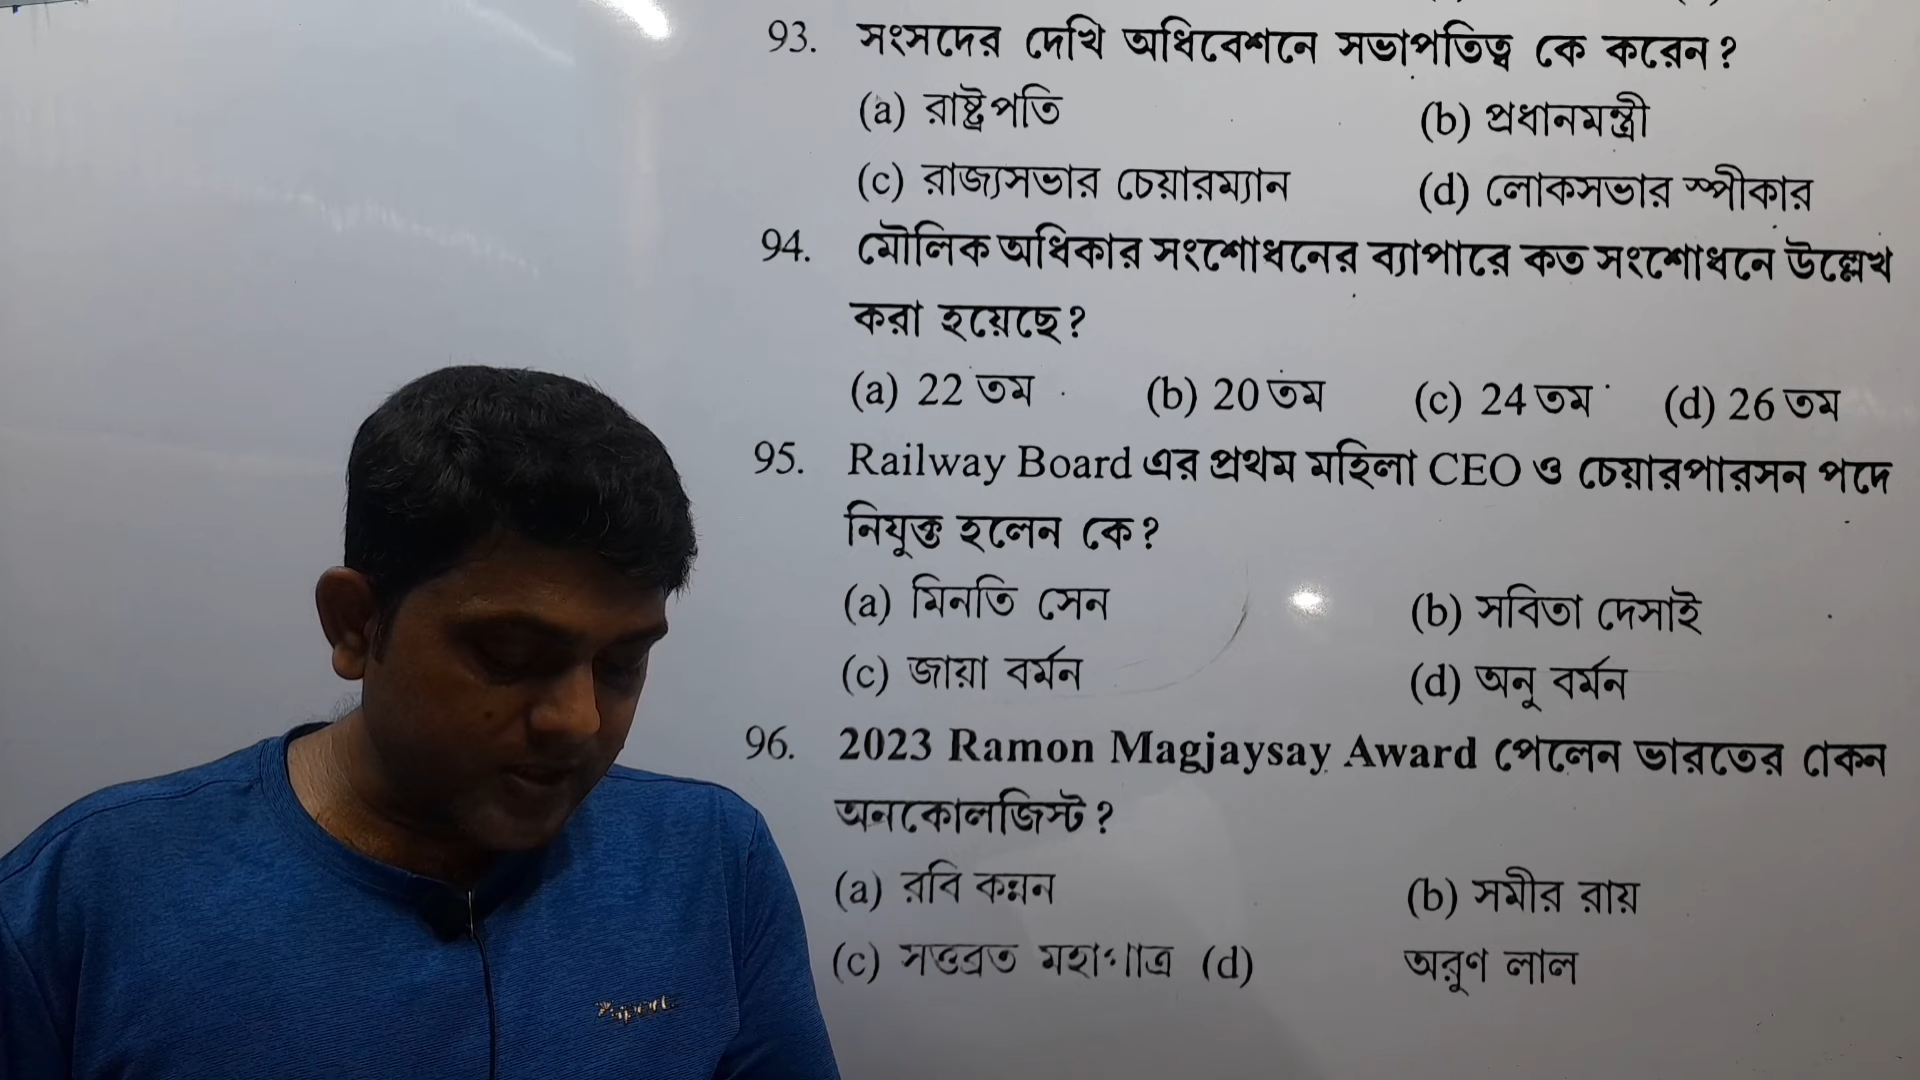 93. সংসদের দেখি অধিবেশনে সভাপতিত্ব কে করেন?
(a) রাষ্ট্রপতি (b) প্রধানমন্ত্রী
(c) রাজ্যসভার চেয়ারম্যান (d) লোকসভার স্পীকার
94. মৌলিক অধিকার সংশোধনের ব্যাপারে কত সংশোধনে উল্লেখ
করা হয়েছে?
(a) 22 তম (b) 20 তম (c) 24 তম (d) 26 তম
95. Railway Board এর প্রথম মহিলা CEO ও চেয়ারপারসন পদে
নিযুক্ত হলেন কে?
(a) মিনতি সেন (b) সবিতা দেসাই
(c) জায়া বর্মন (d) অনু বর্মন
96. 2023 Ramon Magjaysay Award পেলেন ভারতের কোন
অনকোলজিস্ট?
(a) রবি কন্নন (b) সমীর রায়
(c) সত্তব্রত (d) অরুণ লাল